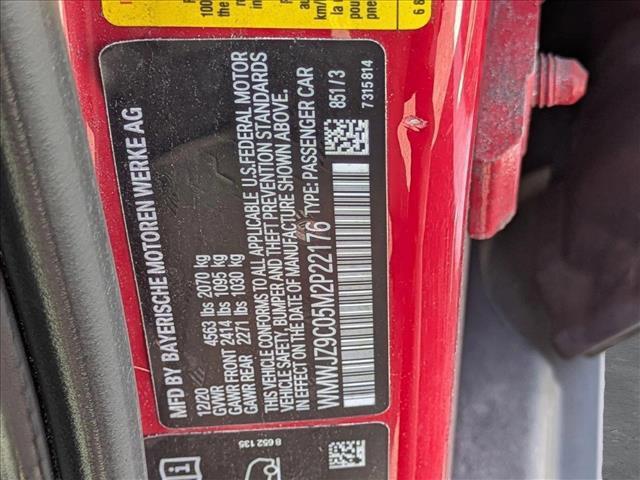 MFD BY BAYERISCHE MOTOREN WERKE AG
12/20
GVWR 4563 lbs 2070 kg
GAWR FRONT 2414 lbs 1095 kg
GAWR REAR 2271 lbs 1030 kg
THIS VEHICLE CONFORMS TO ALL APPLICABLE U.S. FEDERAL MOTOR
VEHICLE SAFETY, BUMPER AND THEFT PREVENTION STANDARDS
IN EFFECT ON THE DATE OF MANUFACTURE SHOWN ABOVE.
WMWJZ9C05M2P22176 TYPE: PASSENGER CAR
851/3
7315814
8 652 135